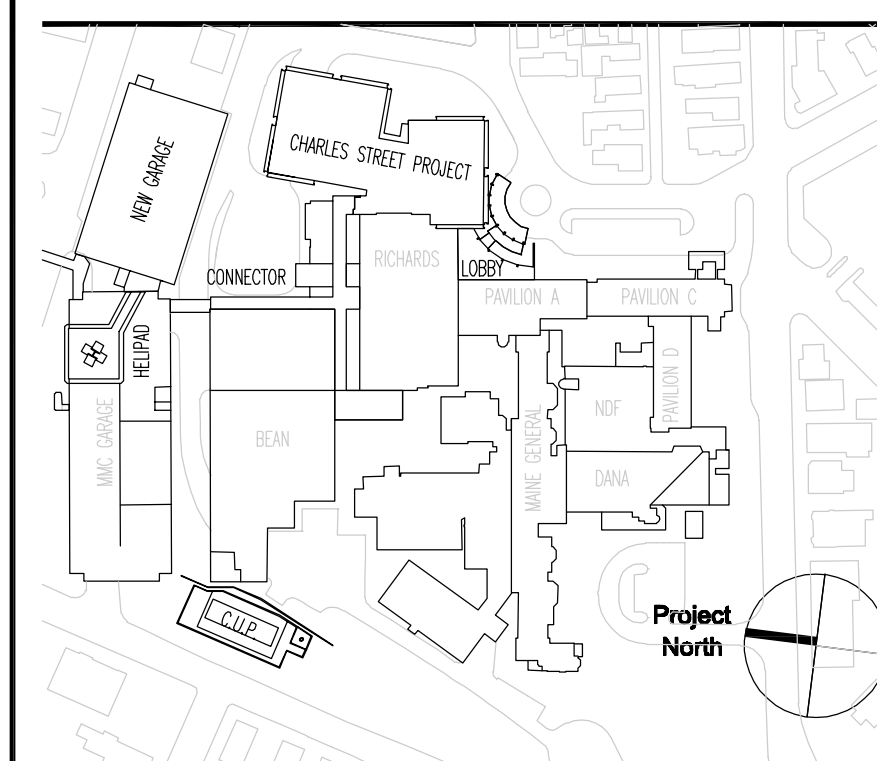 CHARLES STREET PROJECT
NEW GARAGE
RICHARDS
LOBBY
CONNECTOR
PAVILION A
PAVILION C
HELIPAD
PAVILION D
MMC GARAGE
BEAN
MAINE GENERAL
NDF
DANA
C.U.P.
Project
North